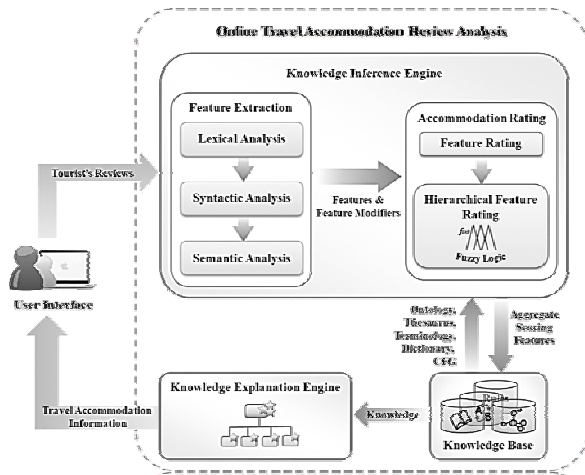 Online Travel Accommodation Review Analysis
Knowledge Inference Engine
Feature Extraction
Lexical Analysis
Syntactic Analysis
Semantic Analysis
Tourist's Reviews
Features &
Feature Modifiers
Accommodation Rating
Feature Rating
Hierarchical Feature
Rating
Fuzzy Logic
User Interface
Ontology,
Thesaurus,
Terminology,
Dictionary,
CFG
Aggregate
Scoring
Features
Travel Accommodation
Information
Knowledge Explanation Engine
Knowledge
Rules
Knowledge Base